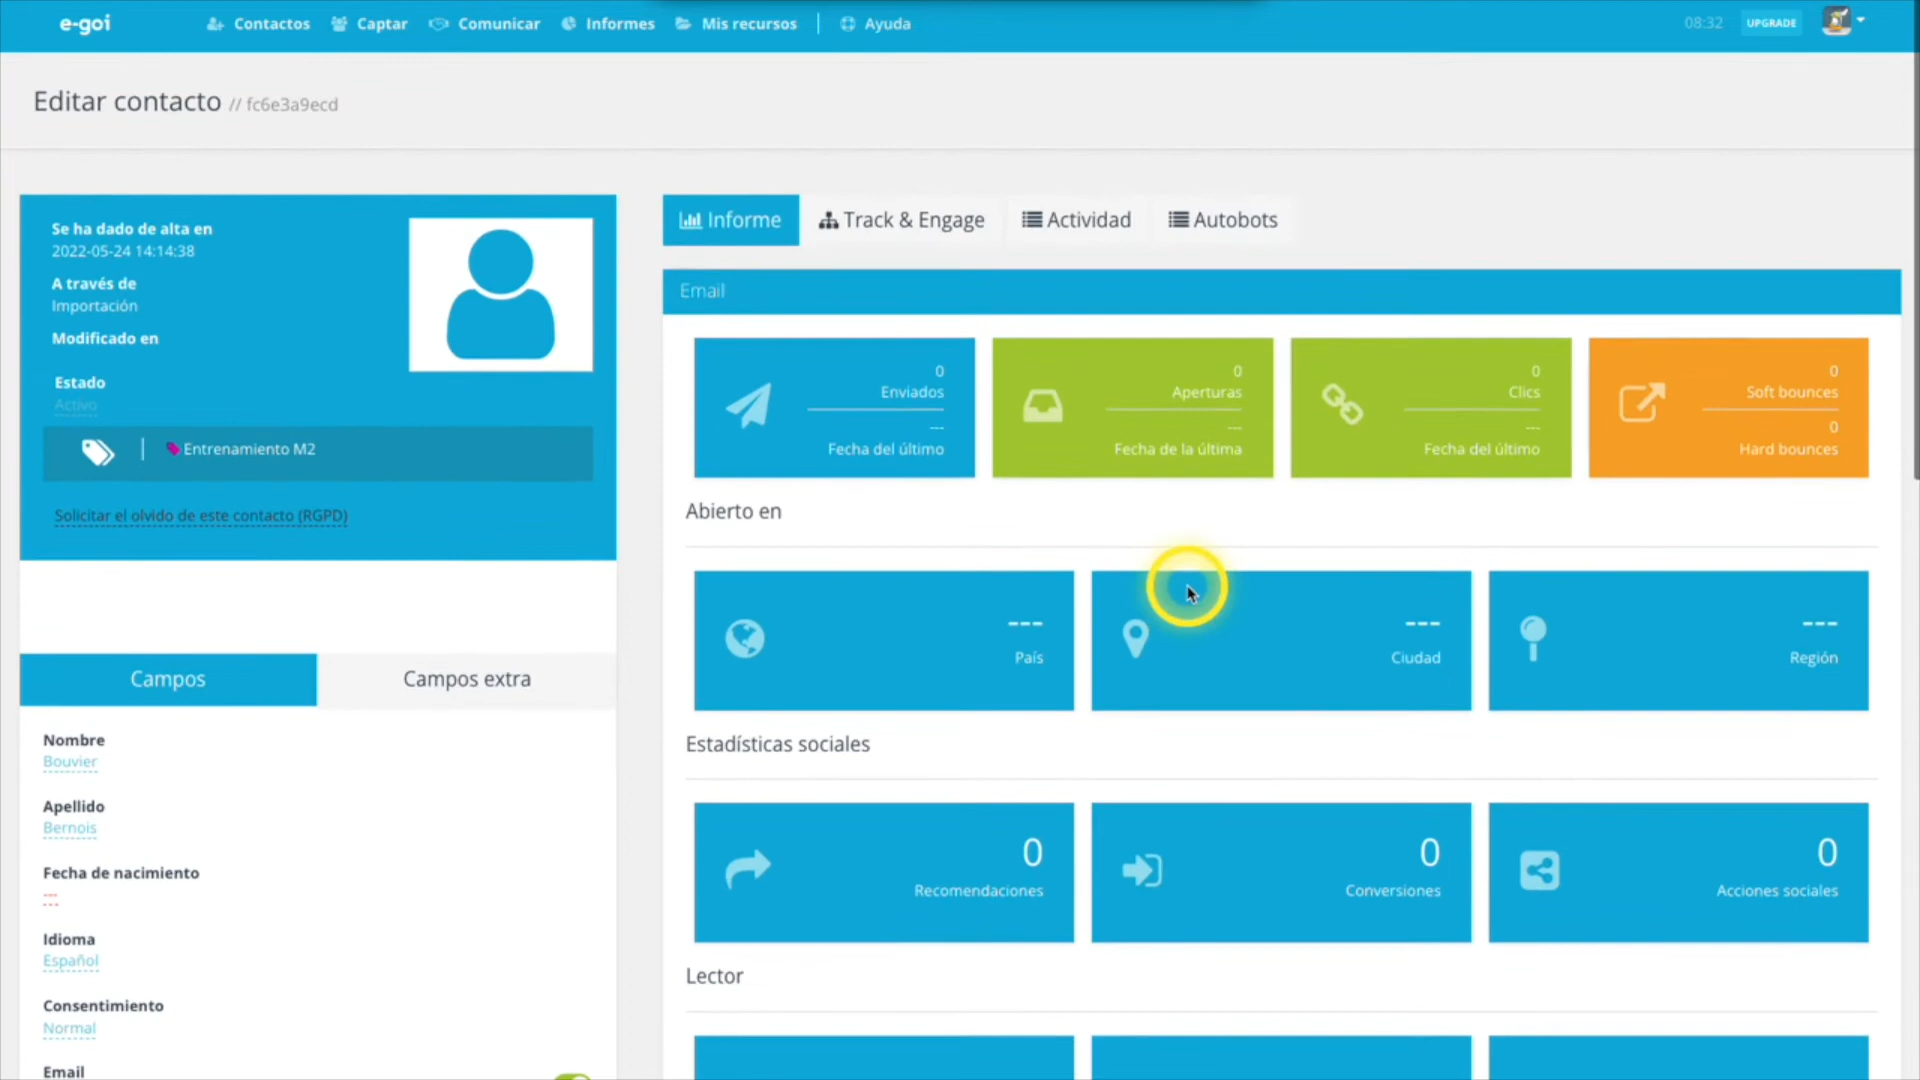 e-goi
Contactos
Captar
Comunicar
Informes
Mis recursos
Ayuda
08:32
UPGRADE
Editar contacto // fc6e3a9ecd
Se ha dado de alta en
2022-05-24 14:14:38
A través de
Importación
Modificado en
Estado
Activo
Entrenamiento M2
Solicitar el olvido de este contacto (RGPD)
Campos
Campos extra
Nombre
Bouvier
Apellido
Bernois
Fecha de nacimiento
---
Idioma
Español
Consentimiento
Normal
Email
Informe
Track & Engage
Actividad
Autobots
Email
0
Enviados
---
Fecha del último
0
Aperturas
---
Fecha de la última
0
Clics
---
Fecha del último
0
Soft bounces
0
Hard bounces
Abierto en
---
País
---
Ciudad
---
Región
Estadísticas sociales
0
Recomendaciones
0
Conversiones
0
Acciones sociales
Lector